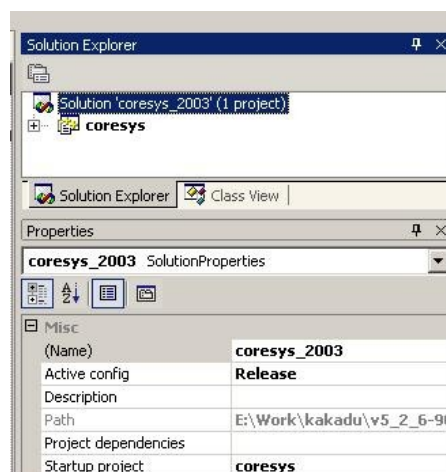 Solution Explorer
Solution 'coresys_2003' (1 project)
coresys
Solution Explorer Class View
Properties
coresys_2003 SolutionProperties
Misc
(Name) coresys_2003
Active config Release
Description
Path E:\Work\kakadu\v5_2_6-9
Project dependencies
Startup project coresys